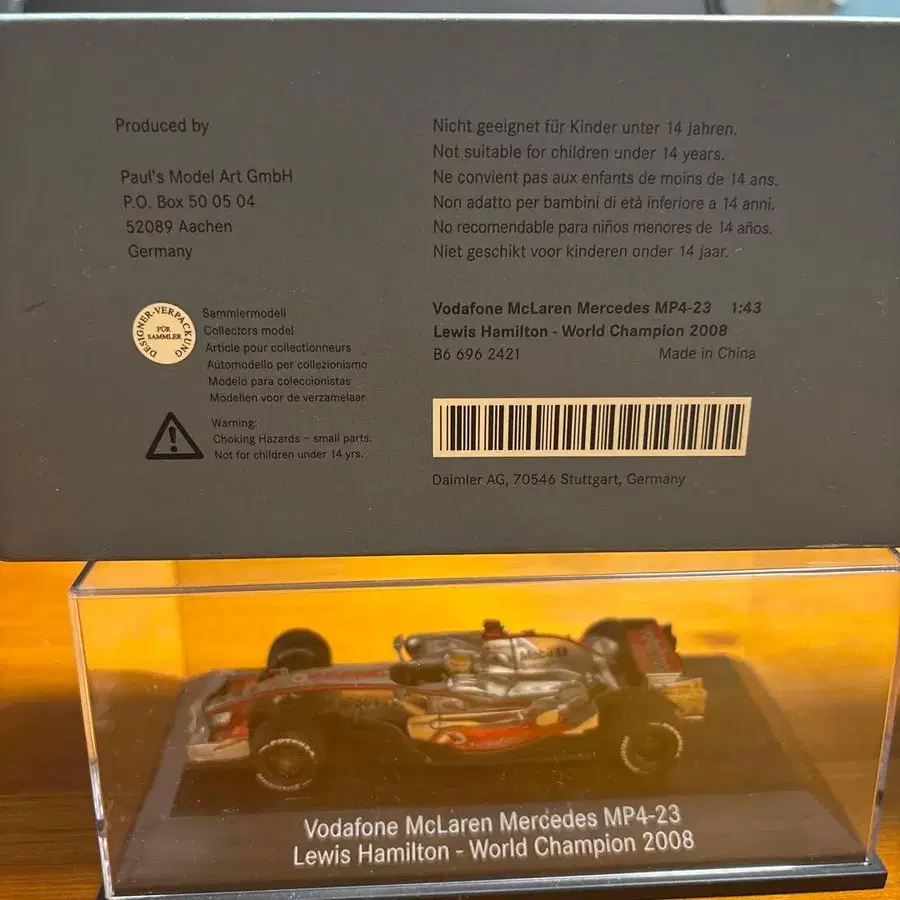 Produced by
Paul's Model Art GmbH
P.O. Box 50 05 04
52089 Aachen
Germany
Nicht geeignet für Kinder unter 14 jahren.
Not suitable for children under 14 years.
Ne convient pas aux enfants de moins de 14 ans.
Non adatto per bambini di età inferiore a 14 anni.
No recomendable para niños menores de 14 años.
Niet geschikt voor kinderen onder 14 jaar.
DESIGNER-VERPACKUNG
FÜR
SAMMLER
Sammlermodell
Collectors model
Article pour collectionneurs
Automodello per collezionismo
Modelo para coleccionistas
Modellen voor de verzamelaar
Warning:
Choking Hazards – small parts.
Not for children under 14 yrs.
Vodafone McLaren Mercedes MP4-23 1:43
Lewis Hamilton - World Champion 2008
B6 696 2421 Made in China
Daimler AG, 70546 Stuttgart, Germany
Vodafone McLaren Mercedes MP4-23
Lewis Hamilton - World Champion 2008